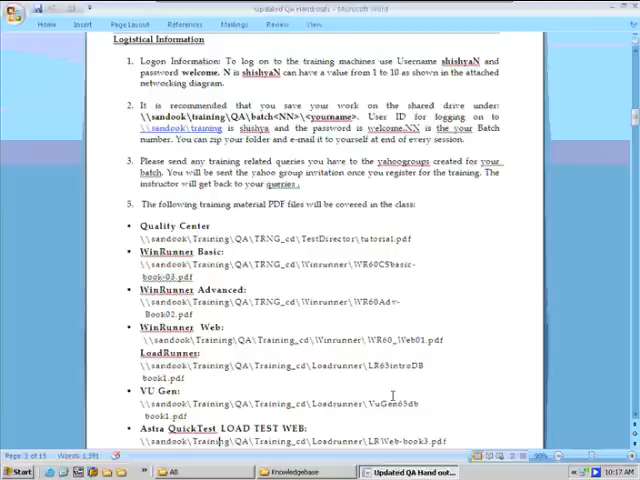 Updated QA Hand outs - Microsoft Word
Home Insert Page Layout References Mailings Review View
Logistical Information
1. Logon Information: To log on to the training machines use Username shishyaN and
password welcome. N is shishyaN can have a value from 1 to 10 as shown in the attached
networking diagram.
2. It is recommended that you save your work on the shared drive under:
\\sandook\training\QA\batch<NN>\<yourname>. User ID for logging on to
\\sandook\training is shishya and the password is welcome.NN is the your Batch
number. You can zip your folder and e-mail it to yourself at end of every session.
3. Please send any training related queries you have to the yahoogroups created for your
batch. You will be sent the yahoo group invitation once you register for the training. The
instructor will get back to your queries .
5. The following training material PDF files will be covered in the class:
• Quality Center
\\sandook\Training\QA\TRNG_cd\TestDirector\tutorial.pdf
• WinRunner Basic:
\\sandook\Training\QA\TRNG_cd\Winrunner\WR60CSbasic-
book-03.pdf
• WinRunner Advanced:
\\sandook\Training\QA\TRNG_cd\Winrunner\WR60Adv-
Book02.pdf
• WinRunner Web:
\\sandook\Training\QA\Training_cd\Winrunner\WR60_Web01.pdf
LoadRunner:
\\sandook\Training\QA\Training_cd\Loadrunner\LR65introDB
book1.pdf
• VU Gen:
\\sandook\Training\QA\Training_cd\Loadrunner\VuGen65db
book1.pdf
• Astra QuickTest LOAD TEST WEB:
\\sandook\Training\QA\Training_cd\Loadrunner\LRWeb-book3.pdf
Words: 1,391 90%
Start AB Knowledgebase Updated QA Hand out... 10:17 AM